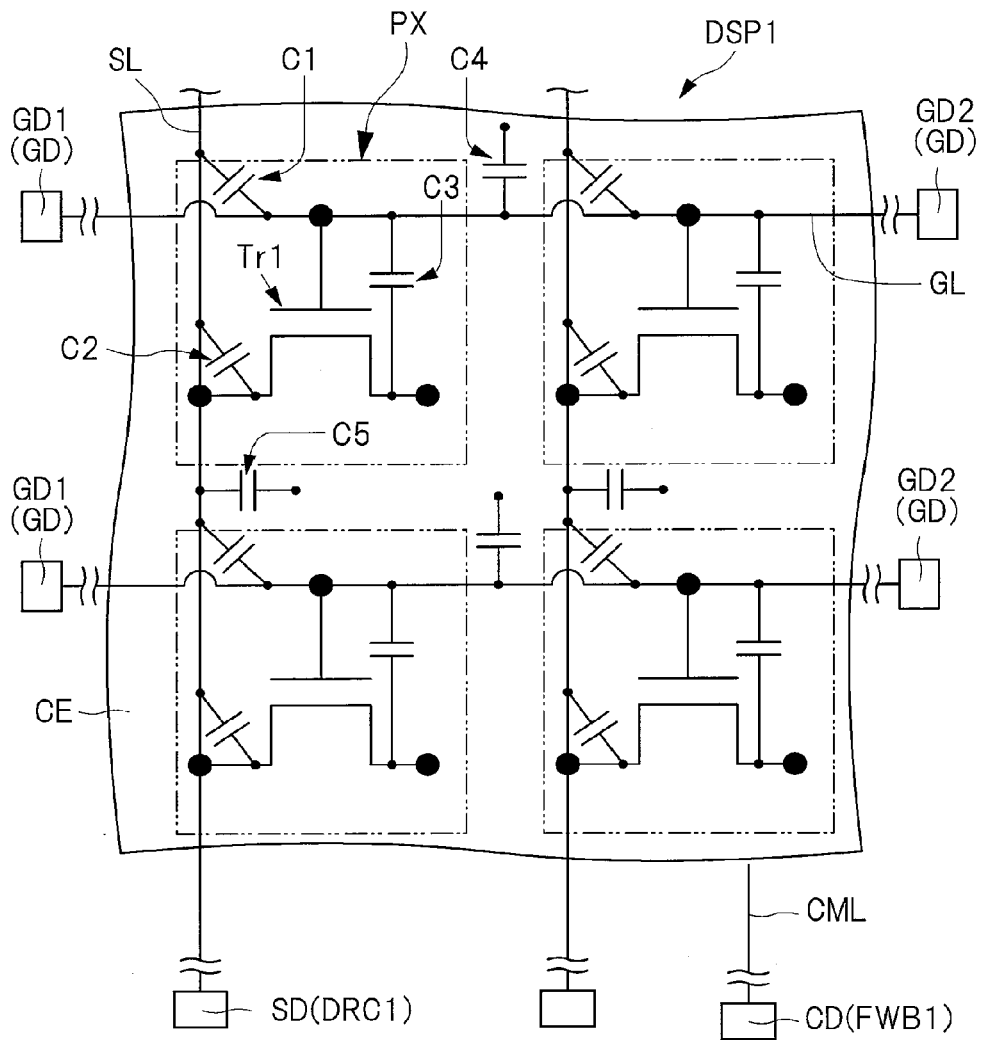 PX
DSP1
SL
C1
C4
GD1
(GD)
GD2
(GD)
C3
Tr1
GL
C2
C5
GD1
(GD)
GD2
(GD)
CE
CML
SD(DRC1)
CD(FWB1)